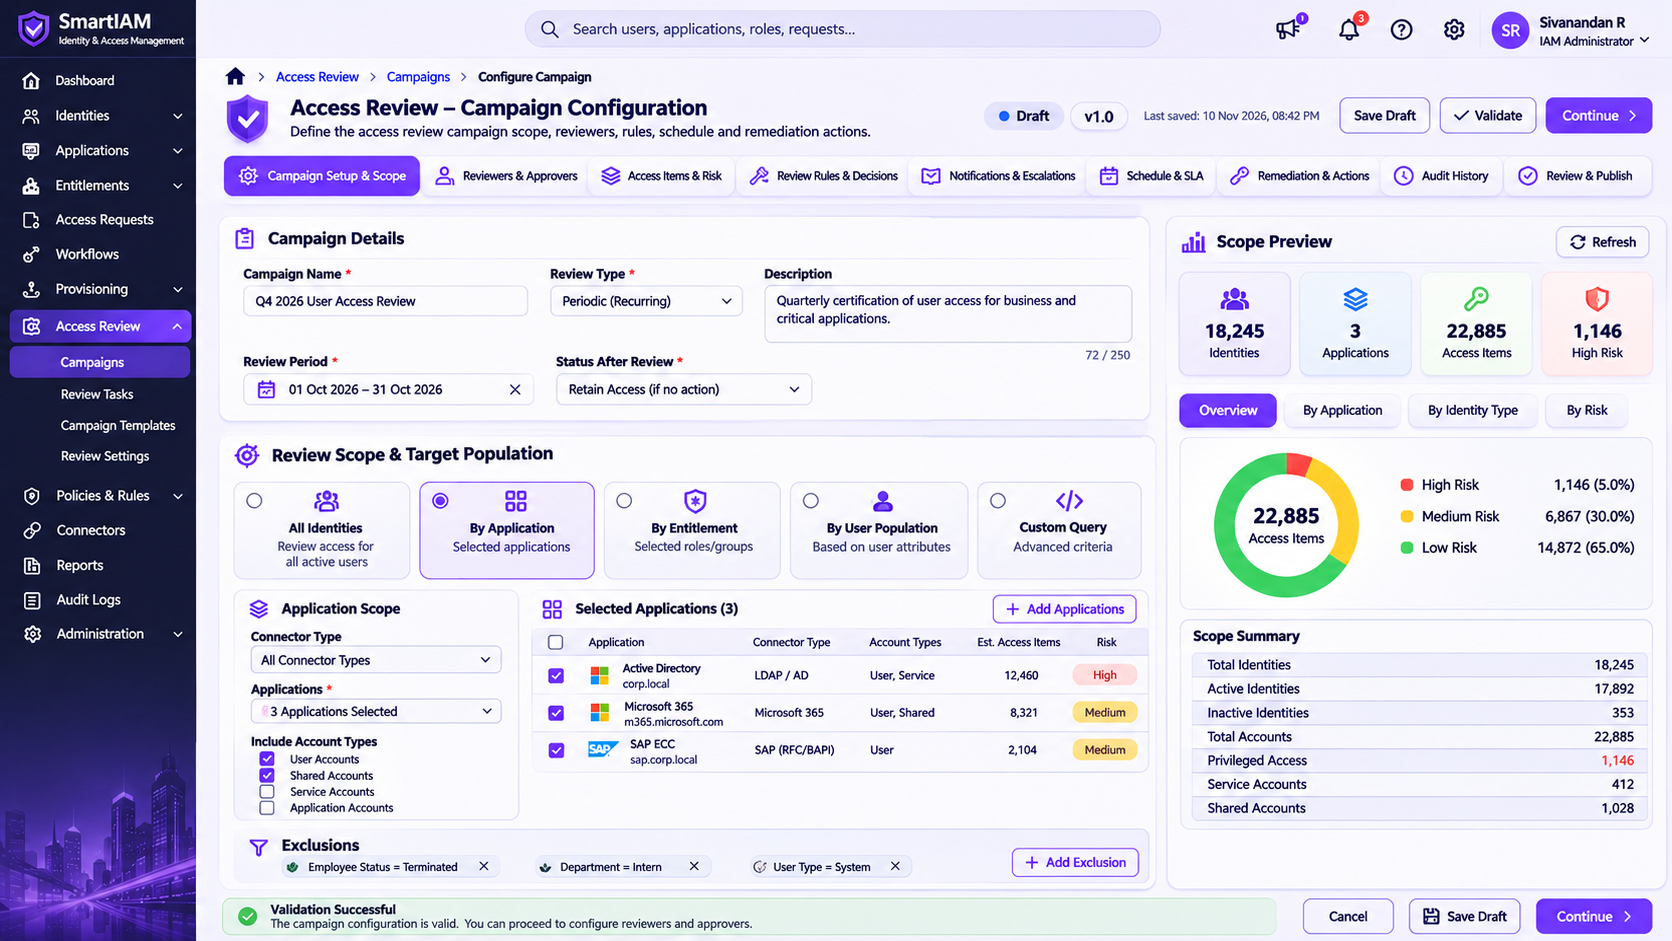 SmartIAM
Identity & Access Management
Search users, applications, roles, requests...
1
3
SR
Sivanandan R
IAM Administrator
Dashboard
Identities
Applications
Entitlements
Access Requests
Workflows
Provisioning
Access Review
Campaigns
Review Tasks
Campaign Templates
Review Settings
Policies & Rules
Connectors
Reports
Audit Logs
Administration
Access Review > Campaigns > Configure Campaign
Access Review – Campaign Configuration
Define the access review campaign scope, reviewers, rules, schedule and remediation actions.
Draft
v1.0
Last saved: 10 Nov 2026, 08:42 PM
Save Draft
Validate
Continue
Campaign Setup & Scope
Reviewers & Approvers
Access Items & Risk
Review Rules & Decisions
Notifications & Escalations
Schedule & SLA
Remediation & Actions
Audit History
Review & Publish
Campaign Details
Campaign Name *
Q4 2026 User Access Review
Review Type *
Periodic (Recurring)
Description
Quarterly certification of user access for business and
critical applications.
72 / 250
Review Period *
01 Oct 2026 – 31 Oct 2026
Status After Review *
Retain Access (if no action)
Review Scope & Target Population
All Identities
Review access for
all active users
By Application
Selected applications
By Entitlement
Selected roles/groups
By User Population
Based on user attributes
Custom Query
Advanced criteria
Application Scope
Connector Type
All Connector Types
Applications *
3 Applications Selected
Include Account Types
User Accounts
Shared Accounts
Service Accounts
Application Accounts
Selected Applications (3)
+ Add Applications
Application Connector Type Account Types Est. Access Items Risk
Active Directory
corp.local
LDAP / AD User, Service 12,460 High
Microsoft 365
m365.microsoft.com
Microsoft 365 User, Shared 8,321 Medium
SAP
SAP ECC
sap.corp.local
SAP (RFC/BAPI) User 2,104 Medium
Exclusions
Employee Status = Terminated
Department = Intern
User Type = System
+ Add Exclusion
Scope Preview
Refresh
18,245
Identities
3
Applications
22,885
Access Items
1,146
High Risk
Overview
By Application
By Identity Type
By Risk
22,885
Access Items
High Risk 1,146 (5.0%)
Medium Risk 6,867 (30.0%)
Low Risk 14,872 (65.0%)
Scope Summary
Total Identities 18,245
Active Identities 17,892
Inactive Identities 353
Total Accounts 22,885
Privileged Access 1,146
Service Accounts 412
Shared Accounts 1,028
Validation Successful
The campaign configuration is valid. You can proceed to configure reviewers and approvers.
Cancel
Save Draft
Continue